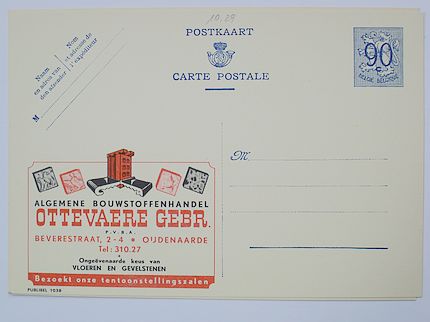 10,29
POSTKAART
CARTE POSTALE
90 c
BELGIE-BELGIQUE
Naam
en adres van
den afzender
Nom
et adresse de
l'expéditeur
M
M
ALGEMENE BOUWSTOFFENHANDEL
OTTEVAERE GEBR.
P.V.B.A.
BEVERESTRAAT, 2-4 * OUDENAARDE
Tel: 310.27
Ongeëvenaarde keus van
VLOEREN EN GEVELSTENEN
Bezoekt onze tentoonstellingszalen
PUBLIBEL 1038